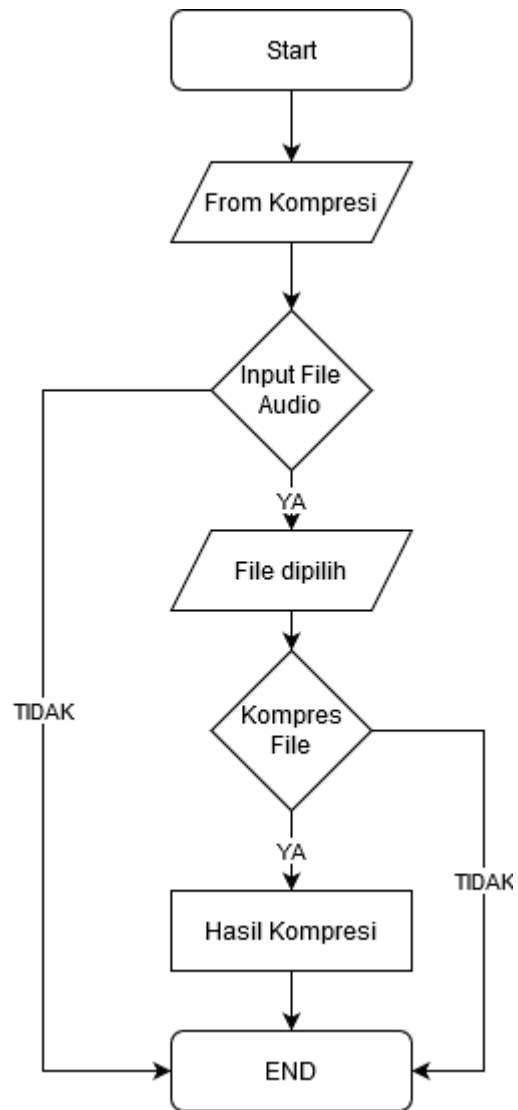 Start
From Kompresi
Input File
Audio
YA
File dipilih
TIDAK
Kompres
File
YA
TIDAK
Hasil Kompresi
END